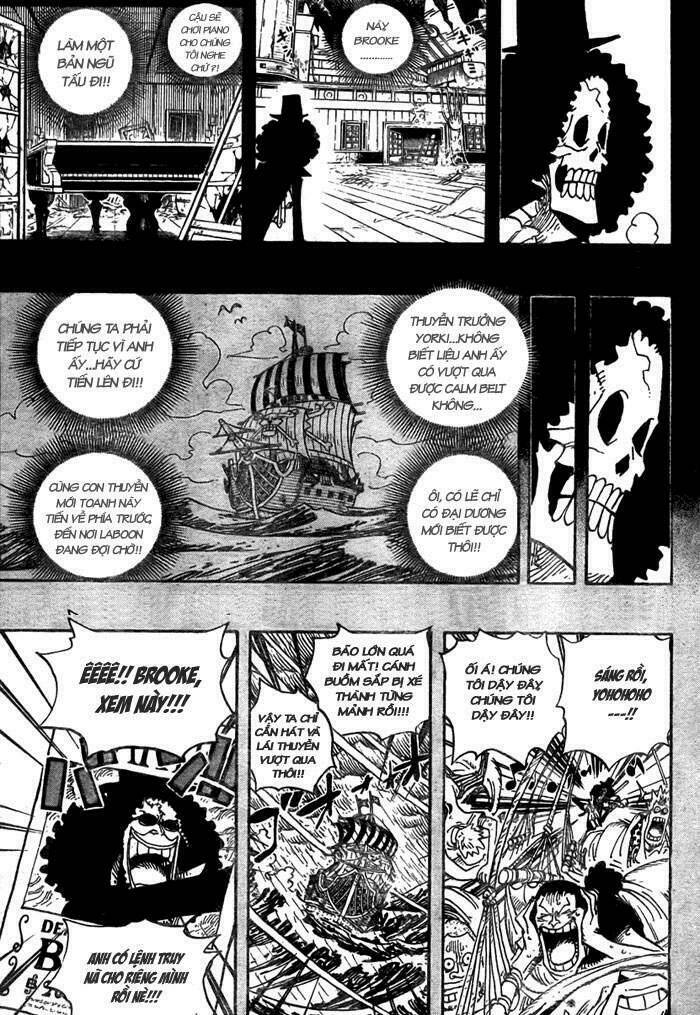 NÀY,
BROOKE
............
CẬU SẼ
CHƠI PIANO
CHO CHÚNG
TÔI NGHE
CHỨ ?!
LÀM MỘT
BẢN NGŨ
TẤU ĐI!!
THUYỀN TRƯỞNG
YORKI...KHÔNG
BIẾT LIỆU ANH ẤY
CÓ VƯỢT QUA
ĐƯỢC CALM BELT
KHÔNG...
ÔI, CÓ LẼ CHỈ
CÓ ĐẠI DƯƠNG
MỚI BIẾT ĐƯỢC
THÔI!!
CHÚNG TA PHẢI
TIẾP TỤC VÌ ANH
ẤY...HÃY CỨ
TIẾN LÊN ĐI!!
CÙNG CON THUYỀN
MỚI TOANH NÀY
TIẾN VỀ PHÍA TRƯỚC,
ĐẾN NƠI LABOON
ĐANG ĐỢI CHỜ!!
SÁNG RỒI,
YOHOHOHO
---!!
ỐI Á! CHÚNG
TÔI DẬY ĐÂY,
CHÚNG TÔI
DẬY ĐÂY!!
BÃO LỚN QUÁ
ĐI MẤT! CÁNH
BUỒM SẮP BỊ XÉ
THÀNH TỪNG
MẢNH RỒI!!!
VẬY TA CHỈ
CẦN HÁT VÀ
LÁI THUYỀN
VƯỢT QUA
THÔI!!
ÊÊÊÊ!! BROOKE,
XEM NÀY!!!
DEA
B
ANH CÓ LỆNH TRUY
NÃ CHO RIÊNG MÌNH
RỒI NÈ!!!